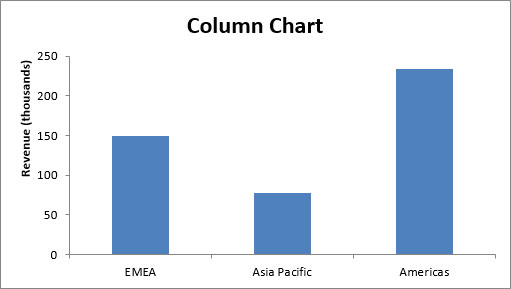 Column Chart
Revenue (thousands)
250
200
150
100
50
0
EMEA
Asia Pacific
Americas